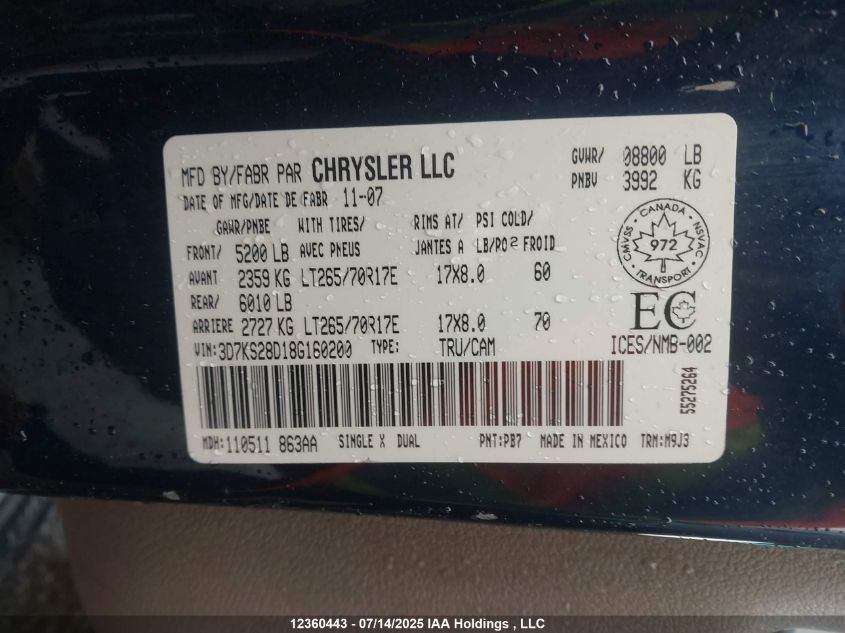 MFD BY/FABR PAR CHRYSLER LLC GVWR/ 08800 LB
DATE OF MFG/DATE DE FABR 11-07 PNBV 3992 KG
GAWR/PNBE WITH TIRES/ RIMS AT/ PSI COLD/
FRONT/ 5200 LB AVEC PNEUS JANTES A LB/PO2 FROID
AVANT 2359 KG LT265/70R17E 17X8.0 60
REAR/ 6010 LB
ARRIERE 2727 KG LT265/70R17E 17X8.0 70
CANADA
CMVSS 972 NSVAC
TRANSPORT
EC
ICES/NMB-002
VIN: 3D7KS28D18G160200 TYPE: TRU/CAM
55275264
MDH: 110511 863AA SINGLE X DUAL PNT: PB7 MADE IN MEXICO TRM: M9J3
12360443 - 07/14/2025 IAA Holdings , LLC